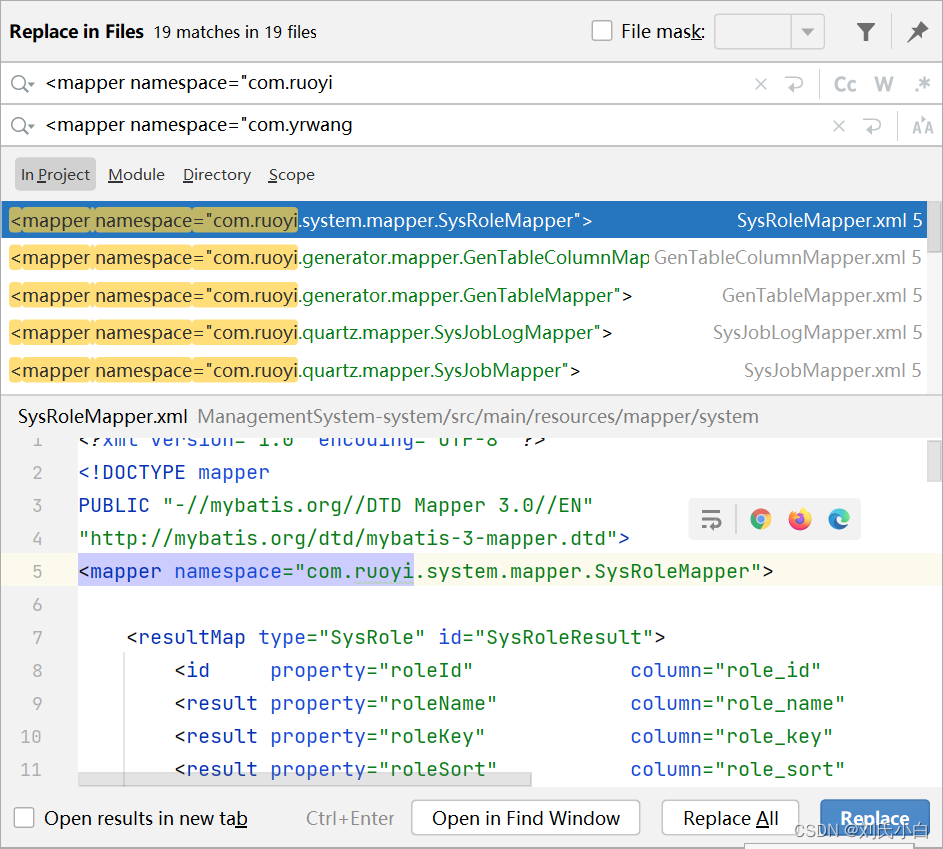 Replace in Files 19 matches in 19 files File mask:
<mapper namespace="com.ruoyi Cc W .*
<mapper namespace="com.yrwang
In Project Module Directory Scope
<mapper namespace="com.ruoyi.system.mapper.SysRoleMapper"> SysRoleMapper.xml 5
<mapper namespace="com.ruoyi.generator.mapper.GenTableColumnMap GenTableColumnMapper.xml 5
<mapper namespace="com.ruoyi.generator.mapper.GenTableMapper"> GenTableMapper.xml 5
<mapper namespace="com.ruoyi.quartz.mapper.SysJobLogMapper"> SysJobLogMapper.xml 5
<mapper namespace="com.ruoyi.quartz.mapper.SysJobMapper"> SysJobMapper.xml 5
SysRoleMapper.xml ManagementSystem-system/src/main/resources/mapper/system
1 <?xml version="1.0" encoding="UTF-8" ?>
2 <!DOCTYPE mapper
3 PUBLIC "-//mybatis.org//DTD Mapper 3.0//EN"
4 "http://mybatis.org/dtd/mybatis-3-mapper.dtd">
5 <mapper namespace="com.ruoyi.system.mapper.SysRoleMapper">
6
7 <resultMap type="SysRole" id="SysRoleResult">
8 <id property="roleId" column="role_id"
9 <result property="roleName" column="role_name"
10 <result property="roleKey" column="role_key"
11 <result property="roleSort" column="role_sort"
Open results in new tab Ctrl+Enter Open in Find Window Replace All Replace
CSDN @刘氏小白